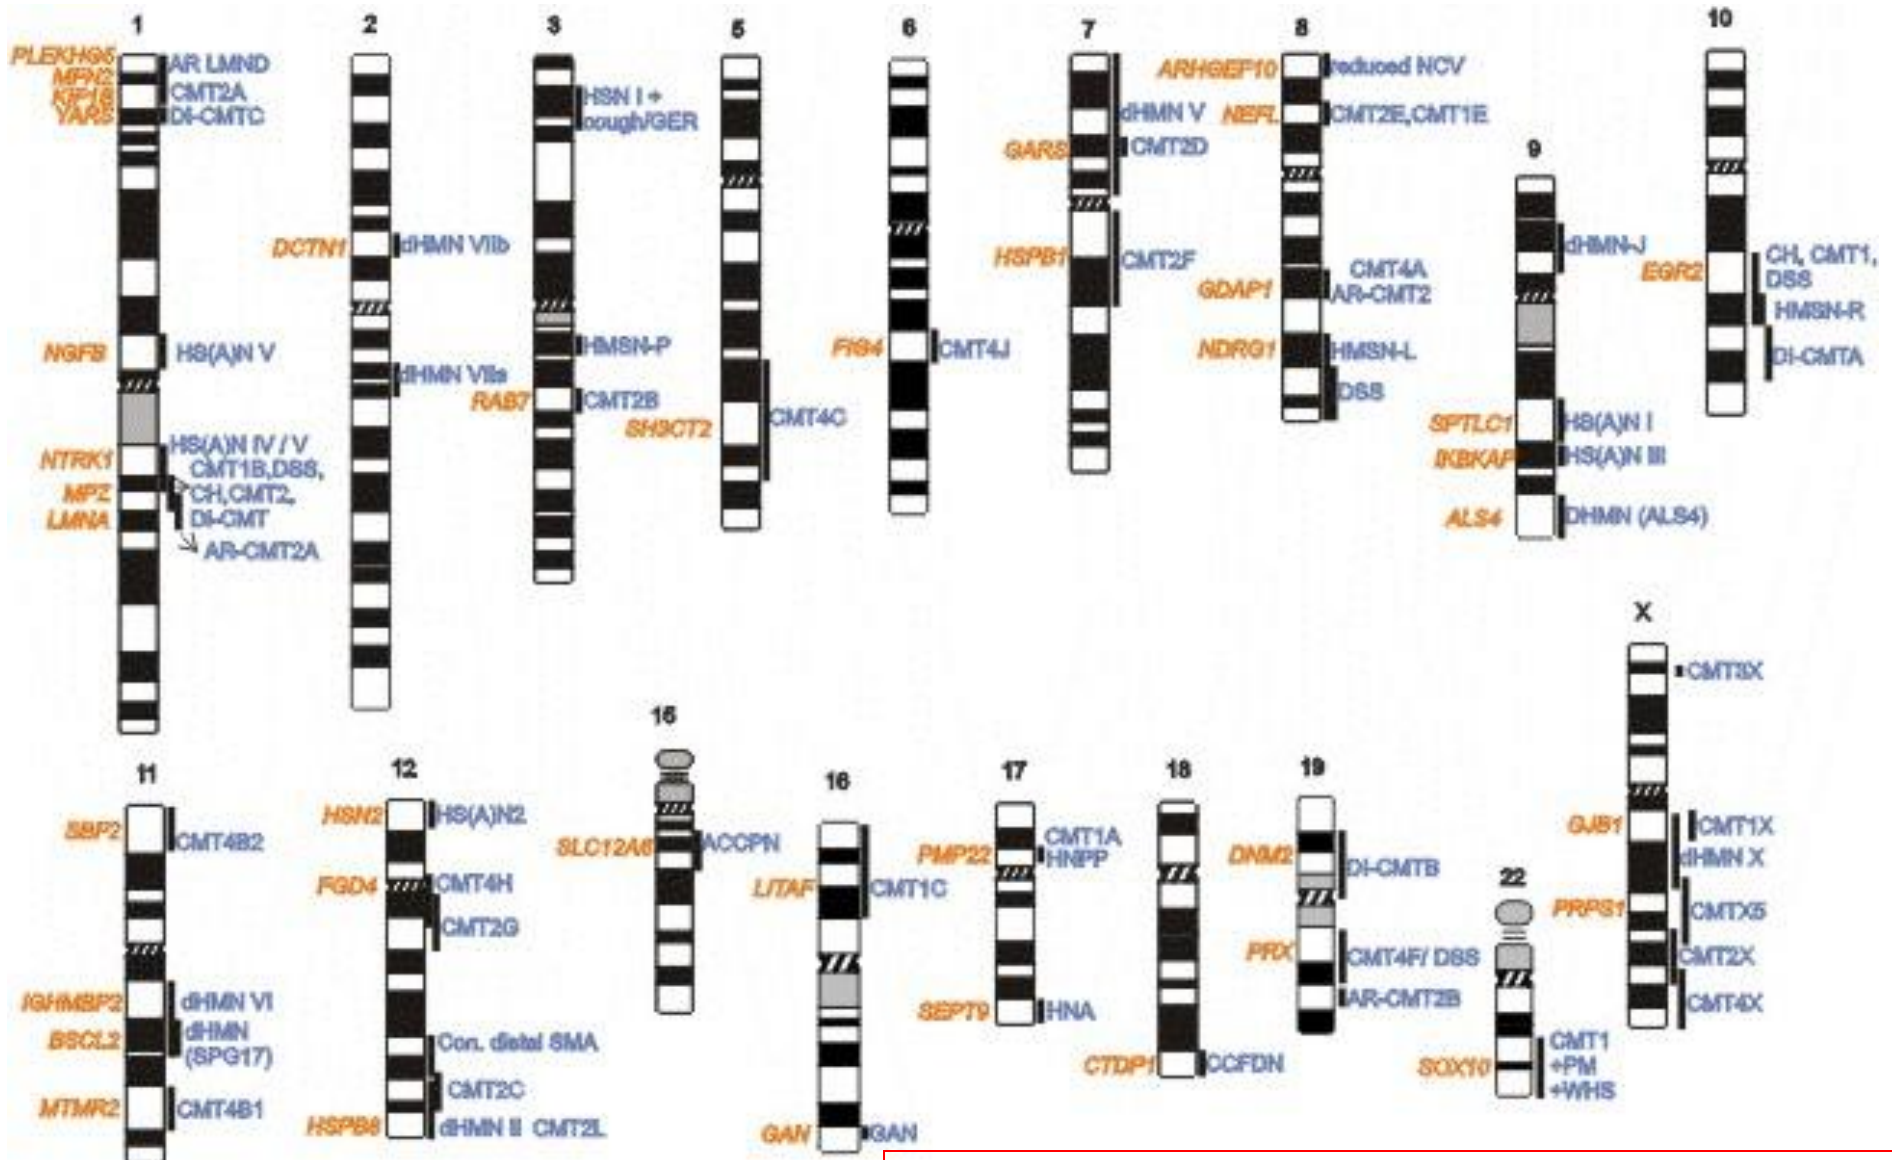 1
PLEKHG5
MFN2
KIF1B
YARS
AR LMND
CMT2A
DI-CMTC
NGFB
HS(A)N V
NTRK1
MPZ
LMNA
HS(A)N IV / V
CMT1B,DSS,
CH,CMT2,
DI-CMT
AR-CMT2A
2
DCTN1
dHMN VIIb
dHMN VIIa
3
HSN I +
cough/GER
HMSN-P
RAB7
CMT2B
5
SH3CT2
CMT4C
6
FIG4
CMT4J
7
GARS
dHMN V
CMT2D
HSPB1
CMT2F
8
ARHGEF10
reduced NCV
NEFL
CMT2E,CMT1E
GDAP1
CMT4A
AR-CMT2
NDRG1
HMSN-L
DSS
9
dHMN-J
SPTLC1
HS(A)N I
IKBKAP
HS(A)N III
ALS4
DHMN (ALS4)
10
EGR2
CH, CMT1,
DSS
HMSN-R
DI-CMTA
11
SBF2
CMT4B2
IGHMBP2
dHMN VI
BSCL2
dHMN
(SPG17)
MTMR2
CMT4B1
12
HSN2
HS(A)N2
FGD4
CMT4H
CMT2G
Con. distal SMA
CMT2C
HSPB8
dHMN II CMT2L
15
SLC12A6
ACCPN
16
LITAF
CMT1C
GAN
GAN
17
PMP22
CMT1A
HNPP
SEPT9
HNA
18
CTDP1
CCFDN
19
DNM2
DI-CMTB
PRX
CMT4F/ DSS
AR-CMT2B
22
SOX10
CMT1
+PM
+WHS
X
CMT3X
GJB1
CMT1X
dHMN X
PRPS1
CMTX5
CMT2X
CMT4X